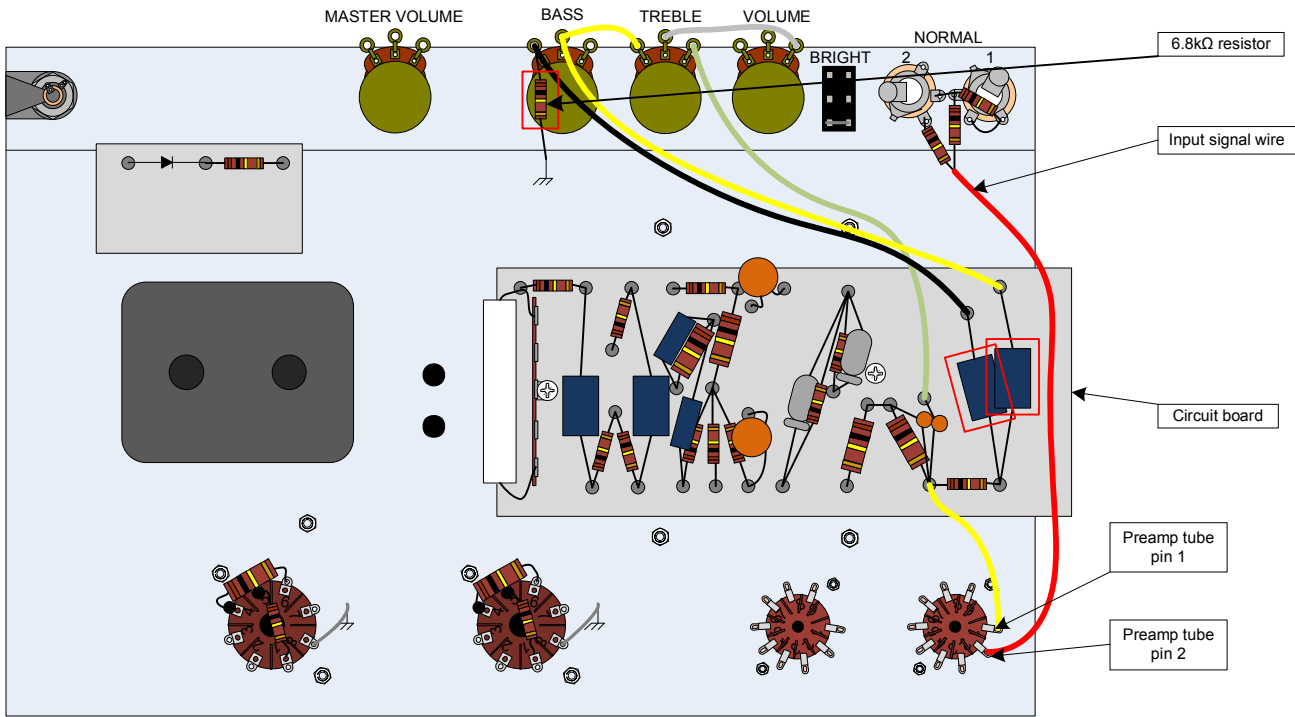 MASTER VOLUME
BASS
TREBLE
VOLUME
NORMAL
BRIGHT
2
1
6.8kΩ resistor
Input signal wire
Circuit board
Preamp tube
pin 1
Preamp tube
pin 2